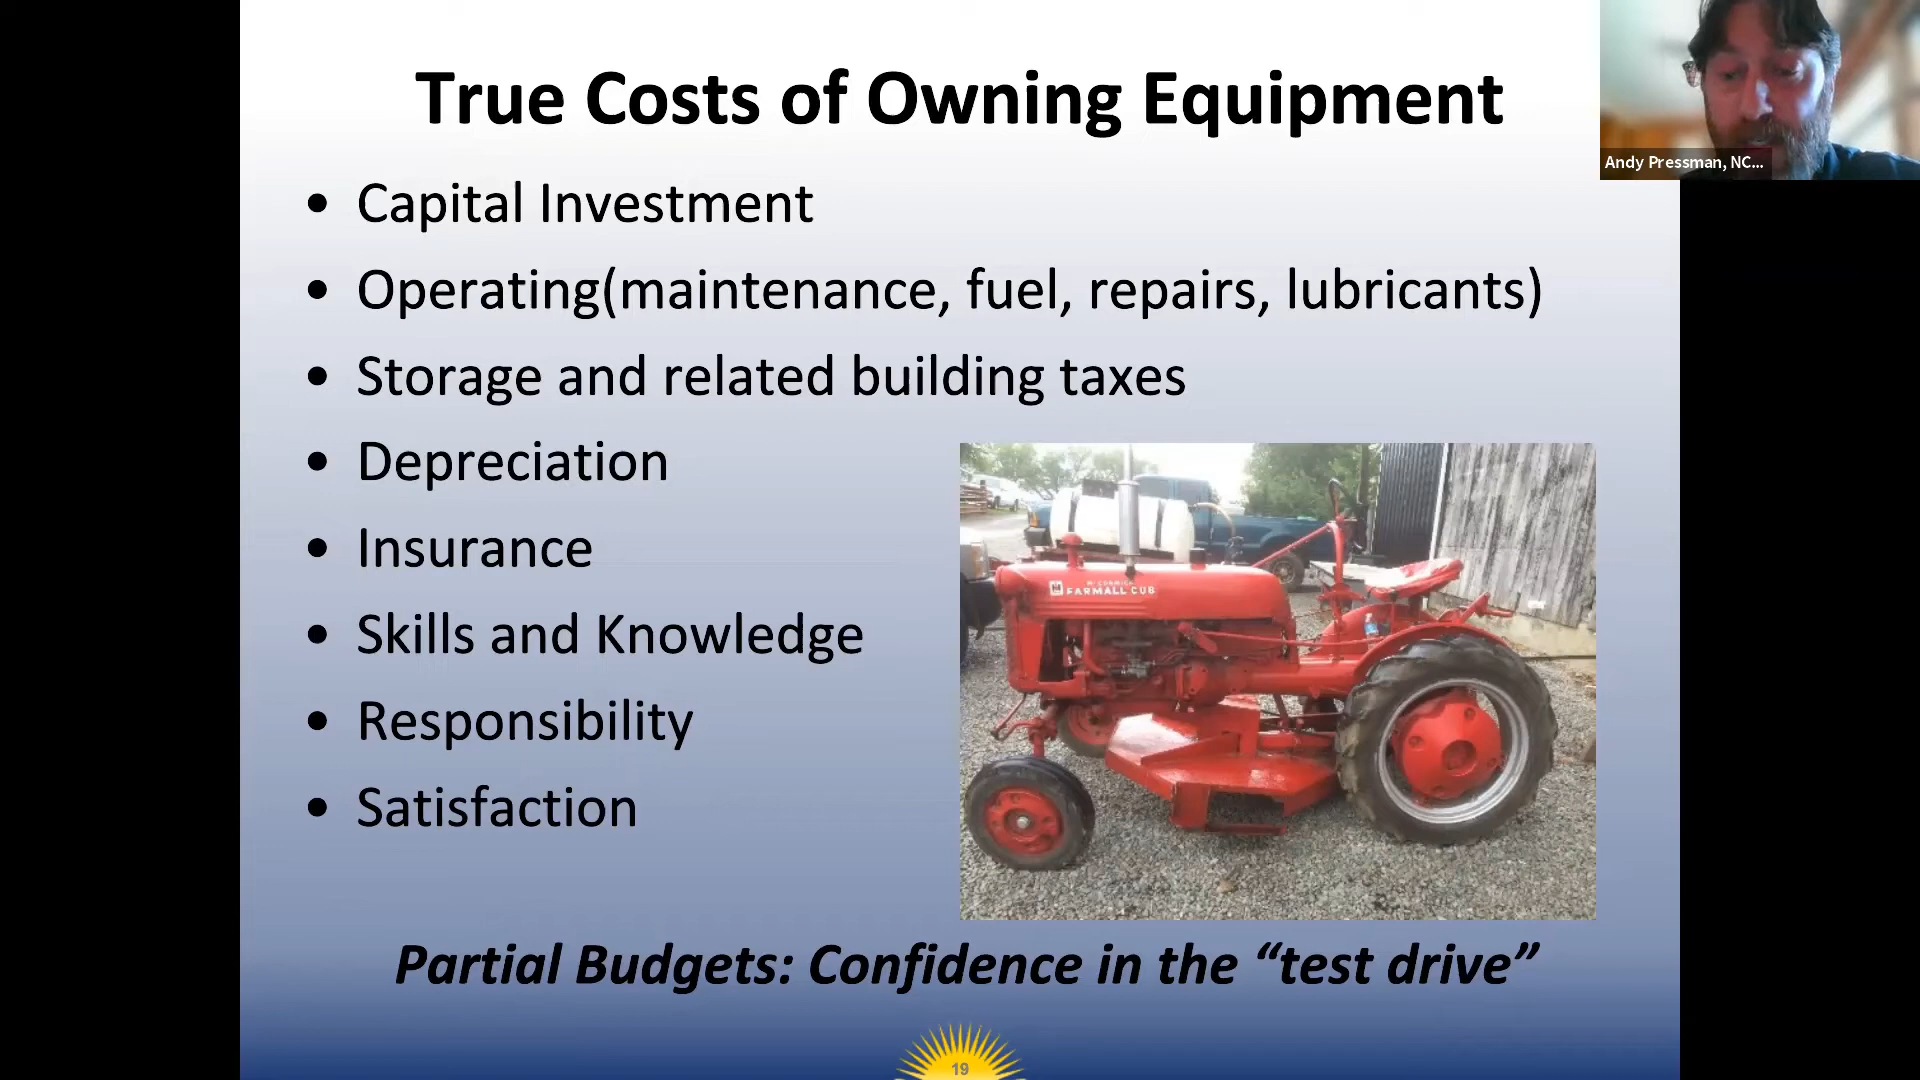 True Costs of Owning Equipment
Andy Pressman, NC...
• Capital Investment
• Operating(maintenance, fuel, repairs, lubricants)
• Storage and related building taxes
• Depreciation
• Insurance
• Skills and Knowledge
• Responsibility
• Satisfaction
McCORMICK
FARMALL CUB
Partial Budgets: Confidence in the “test drive”
19